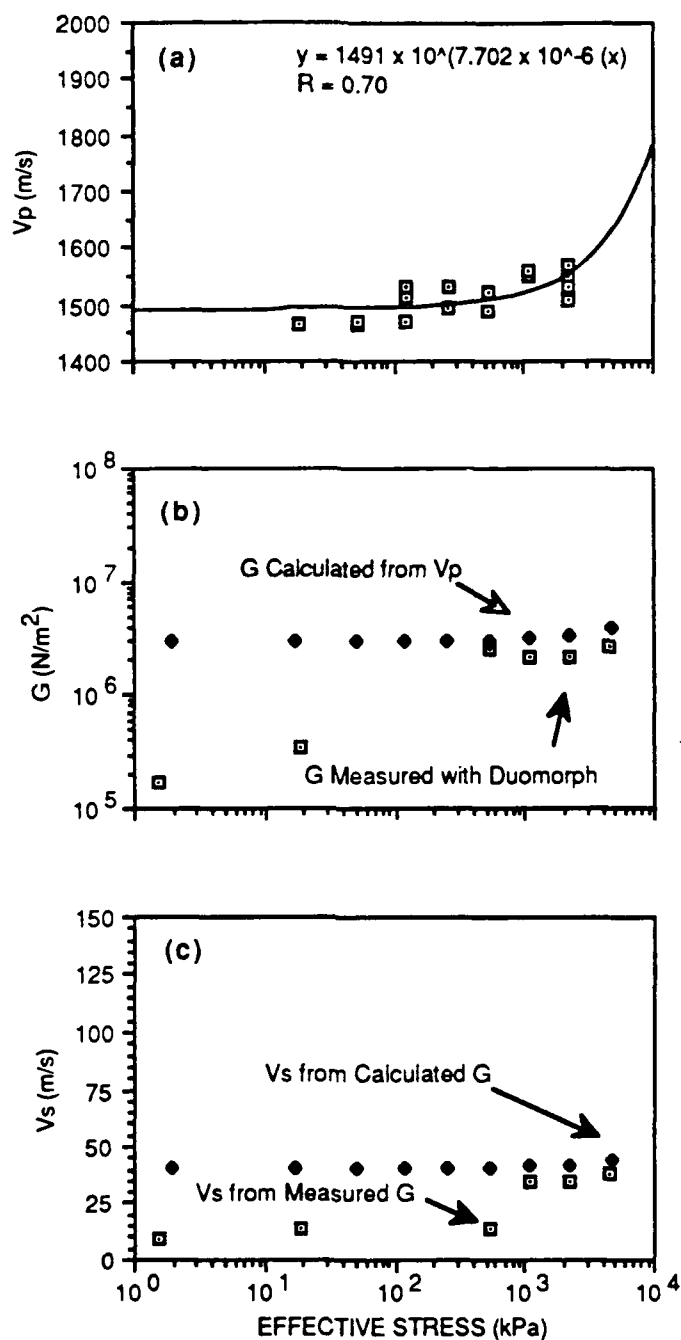 2000
1900
1800
1700
1600
1500
1400
Vp (m/s)
(a)
y = 1491 x 10^(7.702 x 10^-6 (x)
R = 0.70
10^8
10^7
10^6
10^5
G (N/m^2)
(b)
G Calculated from Vp
G Measured with Duomorph
150
125
100
75
50
25
0
Vs (m/s)
(c)
Vs from Calculated G
Vs from Measured G
10^0 10^1 10^2 10^3 10^4
EFFECTIVE STRESS (kPa)